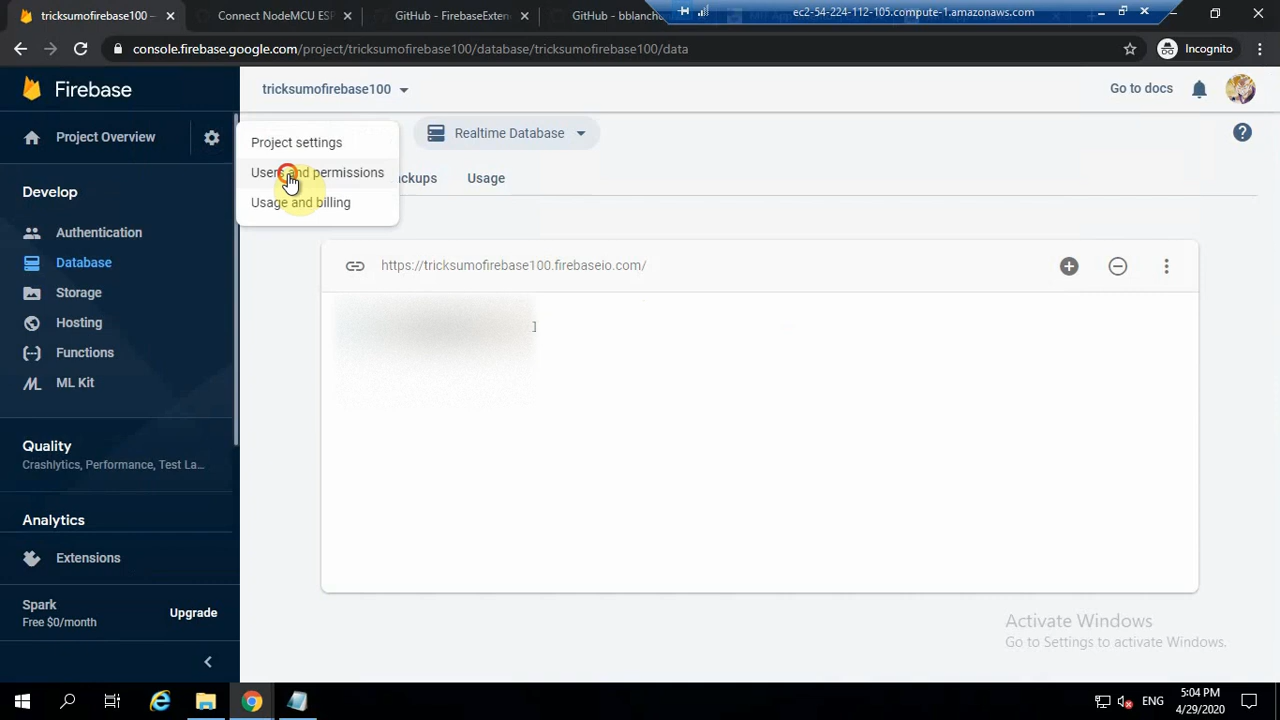 tricksumofirebase100 –
Connect NodeMCU ESP
GitHub - FirebaseExten
GitHub - bblanchon
ec2-54-224-112-105.compute-1.amazonaws.com
console.firebase.google.com/project/tricksumofirebase100/database/tricksumofirebase100/data
Incognito
Firebase
tricksumofirebase100
Go to docs
Project Overview
Project settings
Realtime Database
Users and permissions
Backups
Usage
Usage and billing
Develop
Authentication
Database
https://tricksumofirebase100.firebaseio.com/
Storage
Hosting
Functions
ML Kit
Quality
Crashlytics, Performance, Test La...
Analytics
Extensions
Spark
Free $0/month
Upgrade
Activate Windows
Go to Settings to activate Windows.
ENG
5:04 PM
4/29/2020